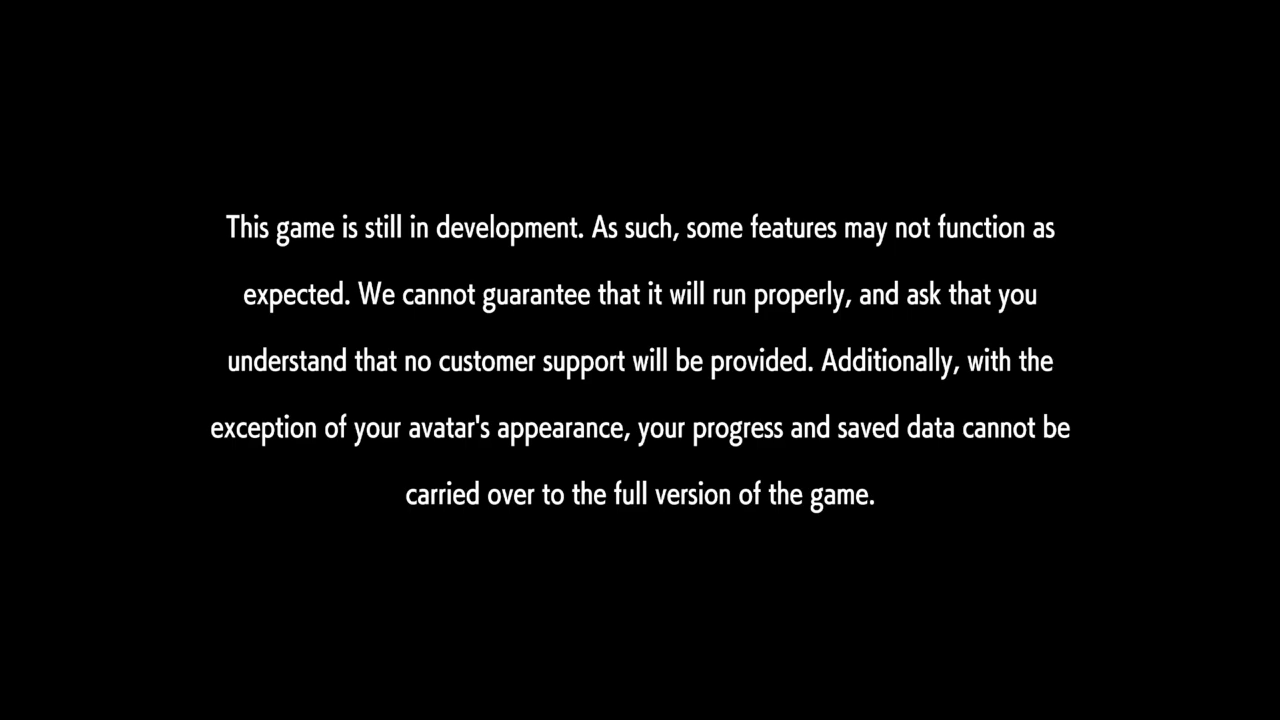 This game is still in development. As such, some features may not function as
expected. We cannot guarantee that it will run properly, and ask that you
understand that no customer support will be provided. Additionally, with the
exception of your avatar's appearance, your progress and saved data cannot be
carried over to the full version of the game.